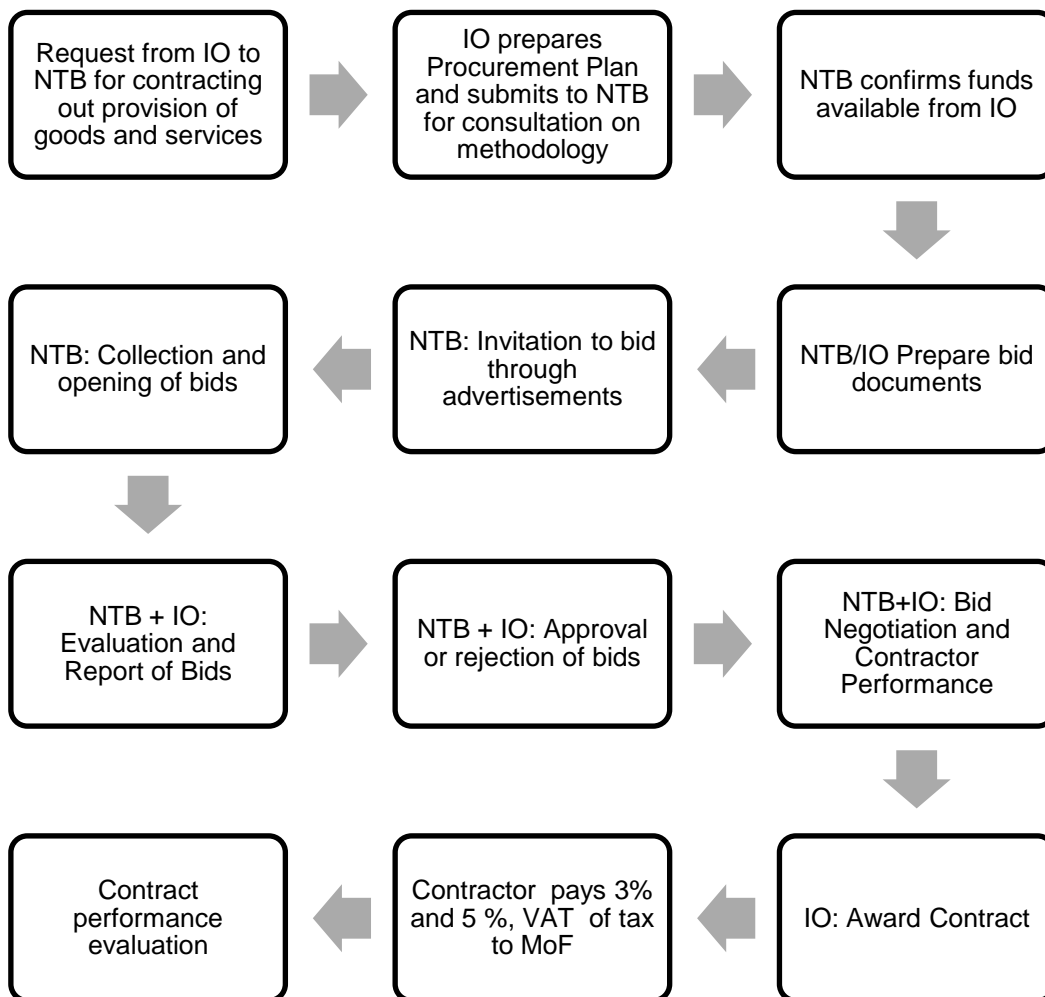 Request from IO to
NTB for contracting
out provision of
goods and services
IO prepares
Procurement Plan
and submits to NTB
for consultation on
methodology
NTB confirms funds
available from IO
NTB/IO Prepare bid
documents
NTB: Invitation to bid
through
advertisements
NTB: Collection and
opening of bids
NTB + IO:
Evaluation and
Report of Bids
NTB + IO: Approval
or rejection of bids
NTB+IO: Bid
Negotiation and
Contractor
Performance
IO: Award Contract
Contractor pays 3%
and 5 %, VAT of tax
to MoF
Contract
performance
evaluation